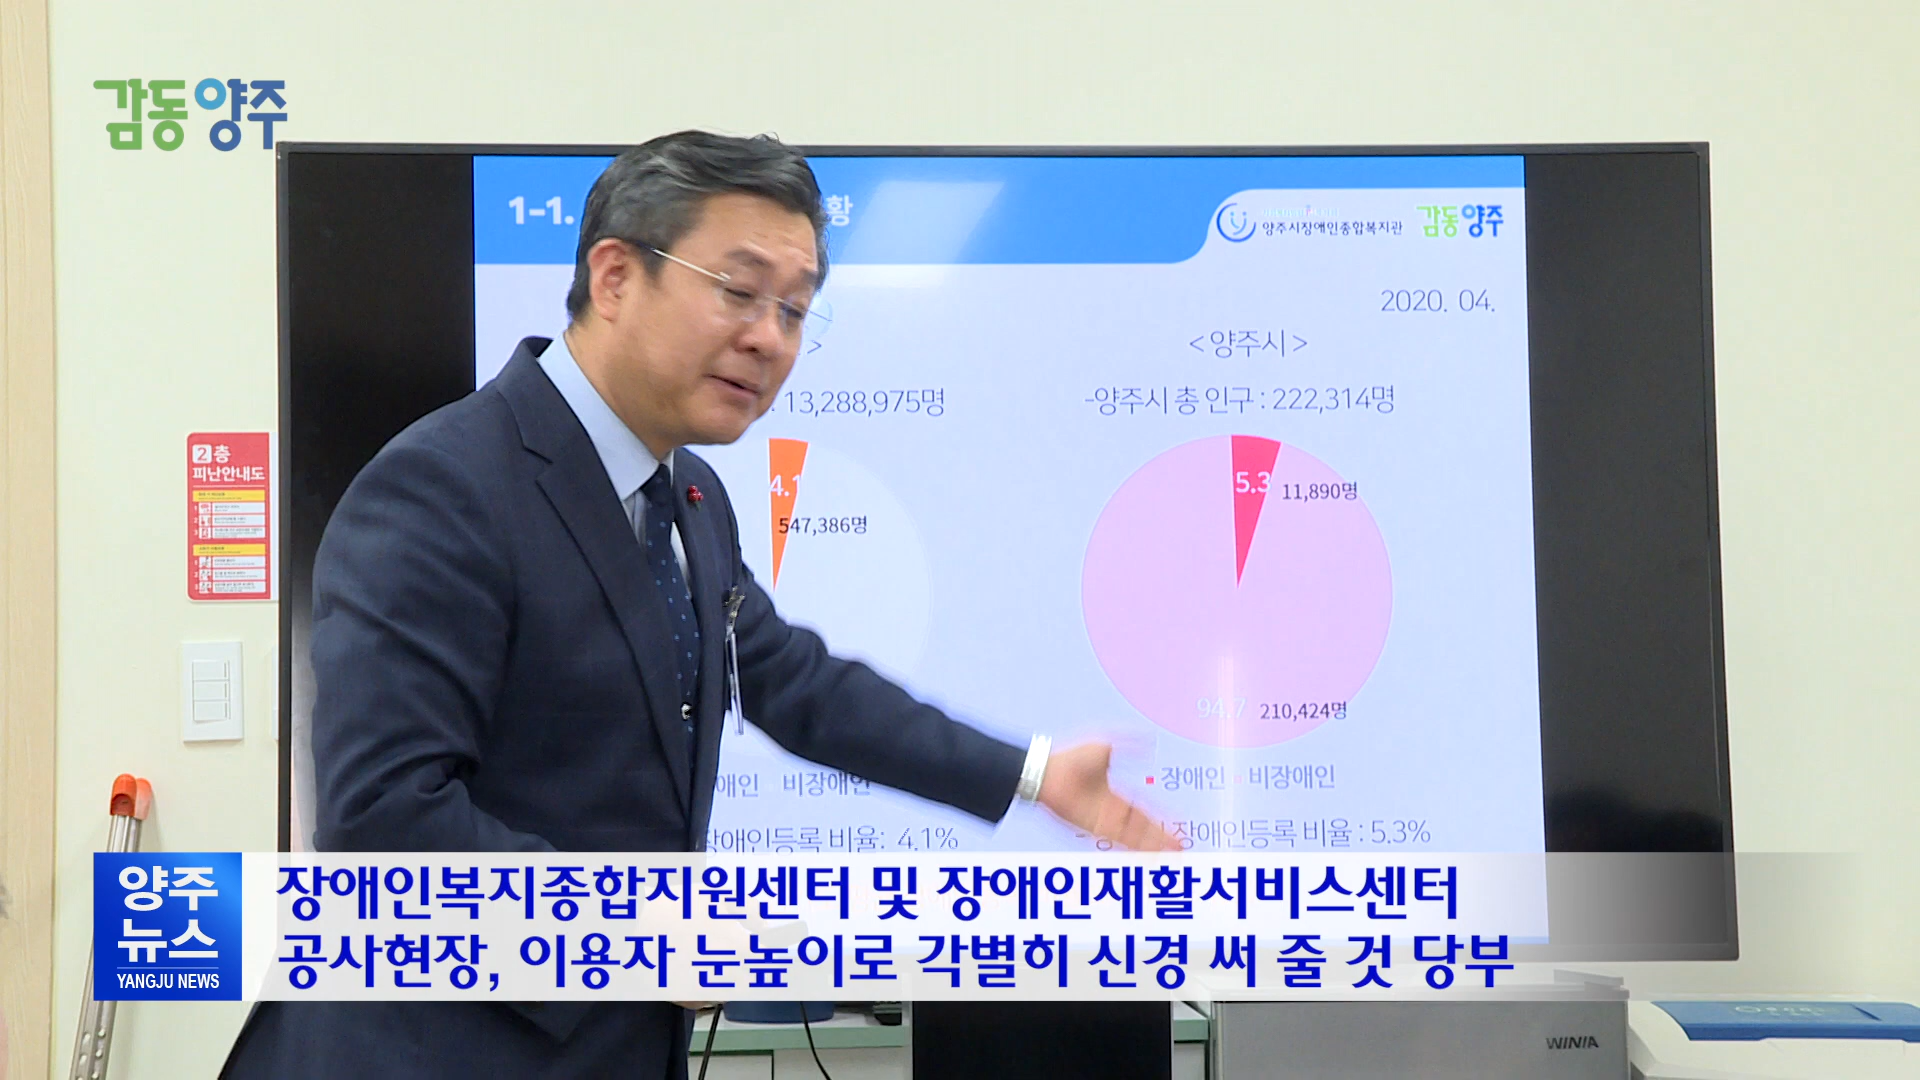 감동양주
1-1.
황
양주시장애인종합복지관
감동양주
2020. 04.
>
<양주시>
: 13,288,975명
-양주시 총 인구 : 222,314명
4.1
547,386명
5.3
11,890명
94.7
210,424명
애인 비장애인
장애인 비장애인
장애인등록 비율: 4.1%
장애인등록 비율 : 5.3%
2층
피난안내도
양주
뉴스
YANGJU NEWS
장애인복지종합지원센터 및 장애인재활서비스센터
공사현장, 이용자 눈높이로 각별히 신경 써 줄 것 당부
WINIA